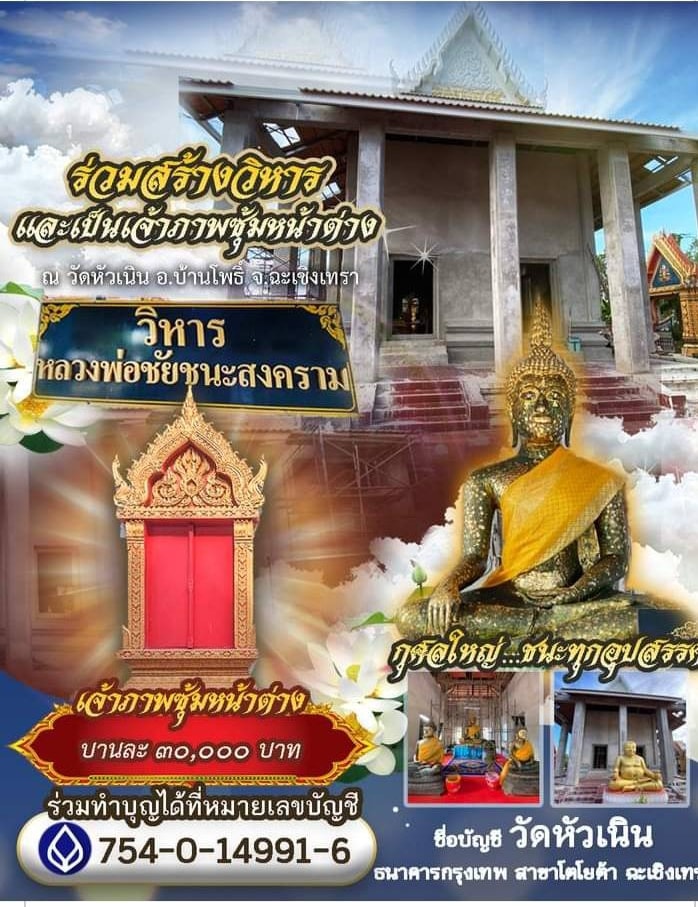 ร่วมสร้างวิหาร
และเป็นเจ้าภาพซุ้มหน้าต่าง
ณ วัดหัวเนิน อ.บ้านโพธิ์ จ.ฉะเชิงเทรา
วิหาร
หลวงพ่อชัยชนะสงคราม
กุศลใหญ่...ชนะทุกอุปสรรค
เจ้าภาพซุ้มหน้าต่าง
บานละ ๓๐,๐๐๐ บาท
ร่วมทำบุญได้ที่หมายเลขบัญชี
754-0-14991-6
ชื่อบัญชี วัดหัวเนิน
ธนาคารกรุงเทพ สาขาโตโยต้า ฉะเชิงเทร